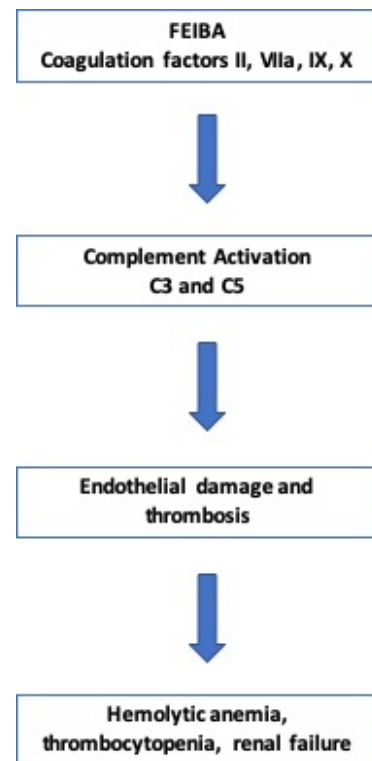 FEIBA
Coagulation factors II, VIIa, IX, X
Complement Activation
C3 and C5
Endothelial damage and
thrombosis
Hemolytic anemia,
thrombocytopenia, renal failure